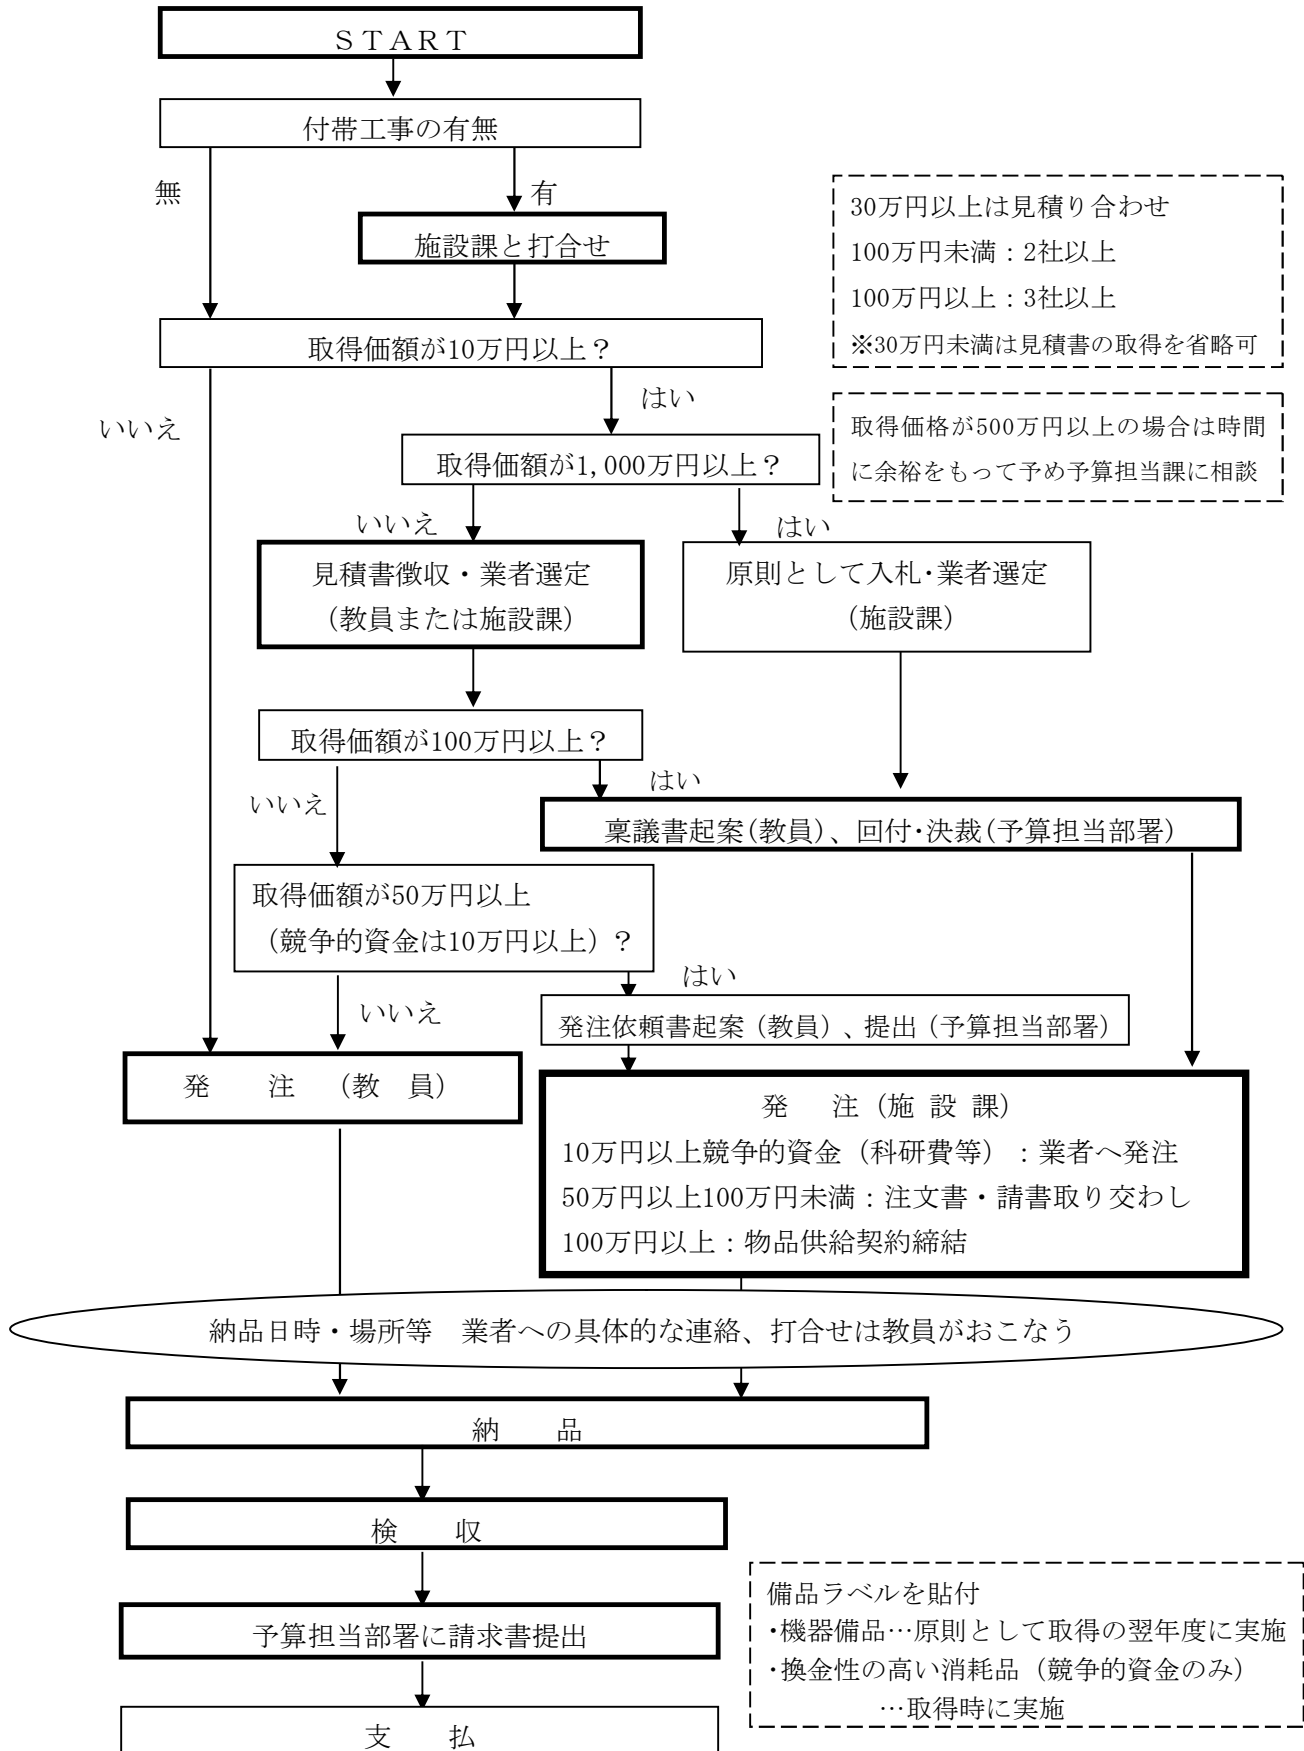 ＳＴＡＲＴ
付帯工事の有無
無
有
施設課と打合せ
30万円以上は見積り合わせ
100万円未満：2社以上
100万円以上：3社以上
※30万円未満は見積書の取得を省略可
取得価額が10万円以上？
はい
いいえ
取得価格が500万円以上の場合は時間
に余裕をもって予め予算担当課に相談
取得価額が1,000万円以上？
いいえ
はい
見積書徴収・業者選定
（教員または施設課）
原則として入札・業者選定
（施設課）
取得価額が100万円以上？
はい
いいえ
稟議書起案（教員）、回付・決裁（予算担当部署）
取得価額が50万円以上
（競争的資金は10万円以上）？
はい
いいえ
発注依頼書起案（教員）、提出（予算担当部署）
発　　注　（教　員）
発　注（施 設 課）
10万円以上競争的資金（科研費等）：業者へ発注
50万円以上100万円未満：注文書・請書取り交わし
100万円以上：物品供給契約締結
納品日時・場所等　業者への具体的な連絡、打合せは教員がおこなう
納　　品
検　　収
予算担当部署に請求書提出
備品ラベルを貼付
・機器備品…原則として取得の翌年度に実施
・換金性の高い消耗品（競争的資金のみ）
…取得時に実施
支　　払